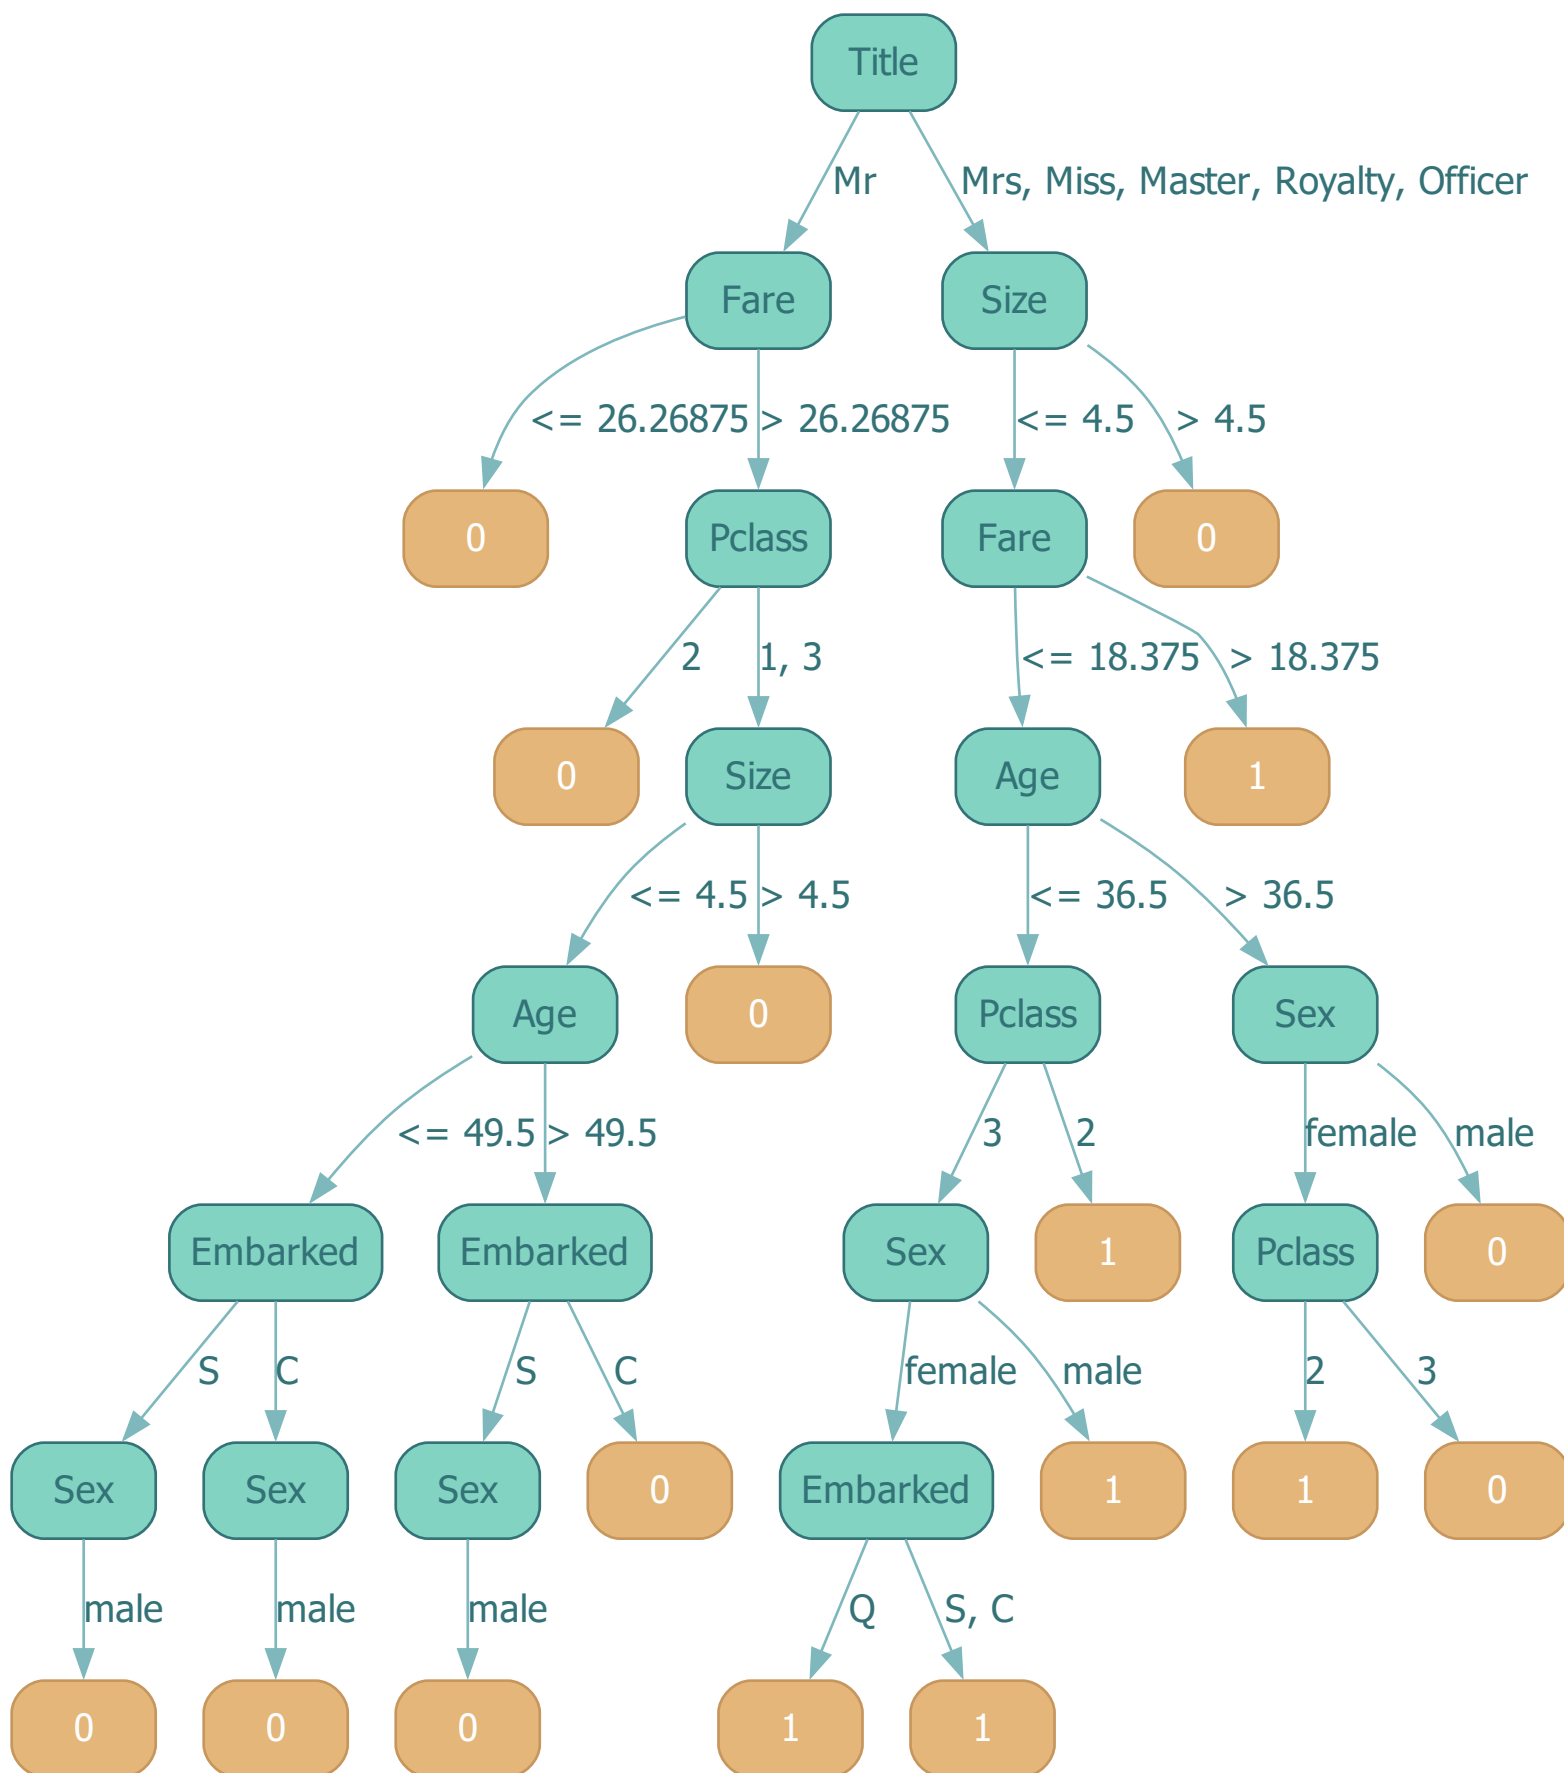 Title
Mr
Mrs, Miss, Master, Royalty, Officer
Fare
Size
<= 26.26875
> 26.26875
<= 4.5
> 4.5
0
Pclass
Fare
0
2
1, 3
<= 18.375
> 18.375
0
Size
Age
1
<= 4.5
> 4.5
<= 36.5
> 36.5
Age
0
Pclass
Sex
<= 49.5
> 49.5
3
2
female
male
Embarked
Embarked
Sex
1
Pclass
0
S
C
S
C
female
male
2
3
Sex
Sex
Sex
0
Embarked
1
1
0
male
male
male
Q
S, C
0
0
0
1
1